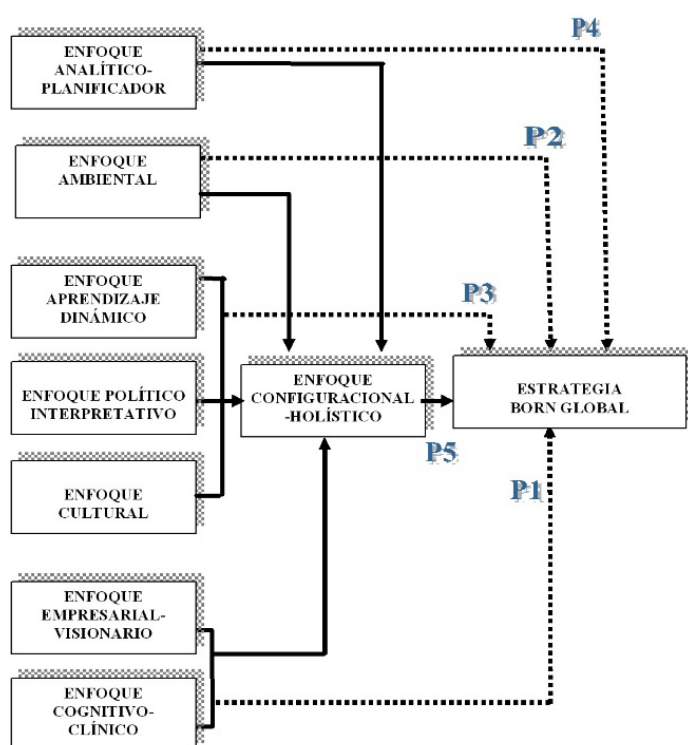 ENFOQUE
ANALÍTICO-
PLANIFICADOR
P4
ENFOQUE
AMBIENTAL
P2
ENFOQUE
APRENDIZAJE
DINÁMICO
P3
ENFOQUE POLÍTICO
INTERPRETATIVO
ENFOQUE
CONFIGURACIONAL
-HOLÍSTICO
ESTRATEGIA
BORN GLOBAL
P5
ENFOQUE
CULTURAL
P1
ENFOQUE
EMPRESARIAL-
VISIONARIO
ENFOQUE
COGNITIVO-
CLÍNICO